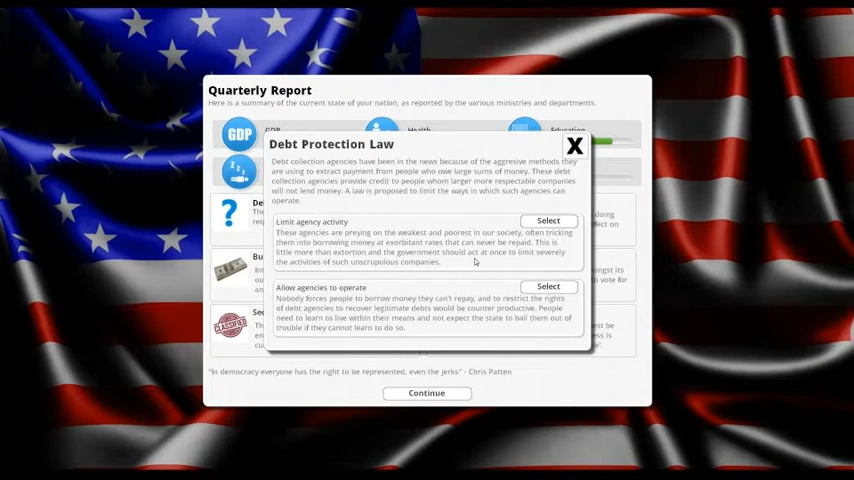 Quarterly Report
Here is a summary of the current state of your nation, as reported by the various ministries and departments.
GDP
GDP
Health
Education
Debt Protection Law
X
Debt collection agencies have been in the news because of the aggresive methods they
are using to extract payment from people who owe large sums of money. These debt
collection agencies provide credit to people whom larger more respectable companies
will not lend money. A law is proposed to limit the ways in which such agencies can
operate.
Limit agency activity
Select
These agencies are preying on the weakest and poorest in our society, often tricking
them into borrowing money at exorbitant rates that can never be repaid. This is
little more than extortion and the government should act at once to limit severely
the activities of such unscrupulous companies.
Allow agencies to operate
Select
Nobody forces people to borrow money they can't repay, and to restrict the rights
of debt agencies to recover legitimate debts would be counter productive. People
need to learn to live within their means and not expect the state to bail them out of
trouble if they cannot learn to do so.
doing
ect on
ongst its
o vote for
CLASSIFIED
"In democracy everyone has the right to be represented, even the jerks" - Chris Patten
Continue